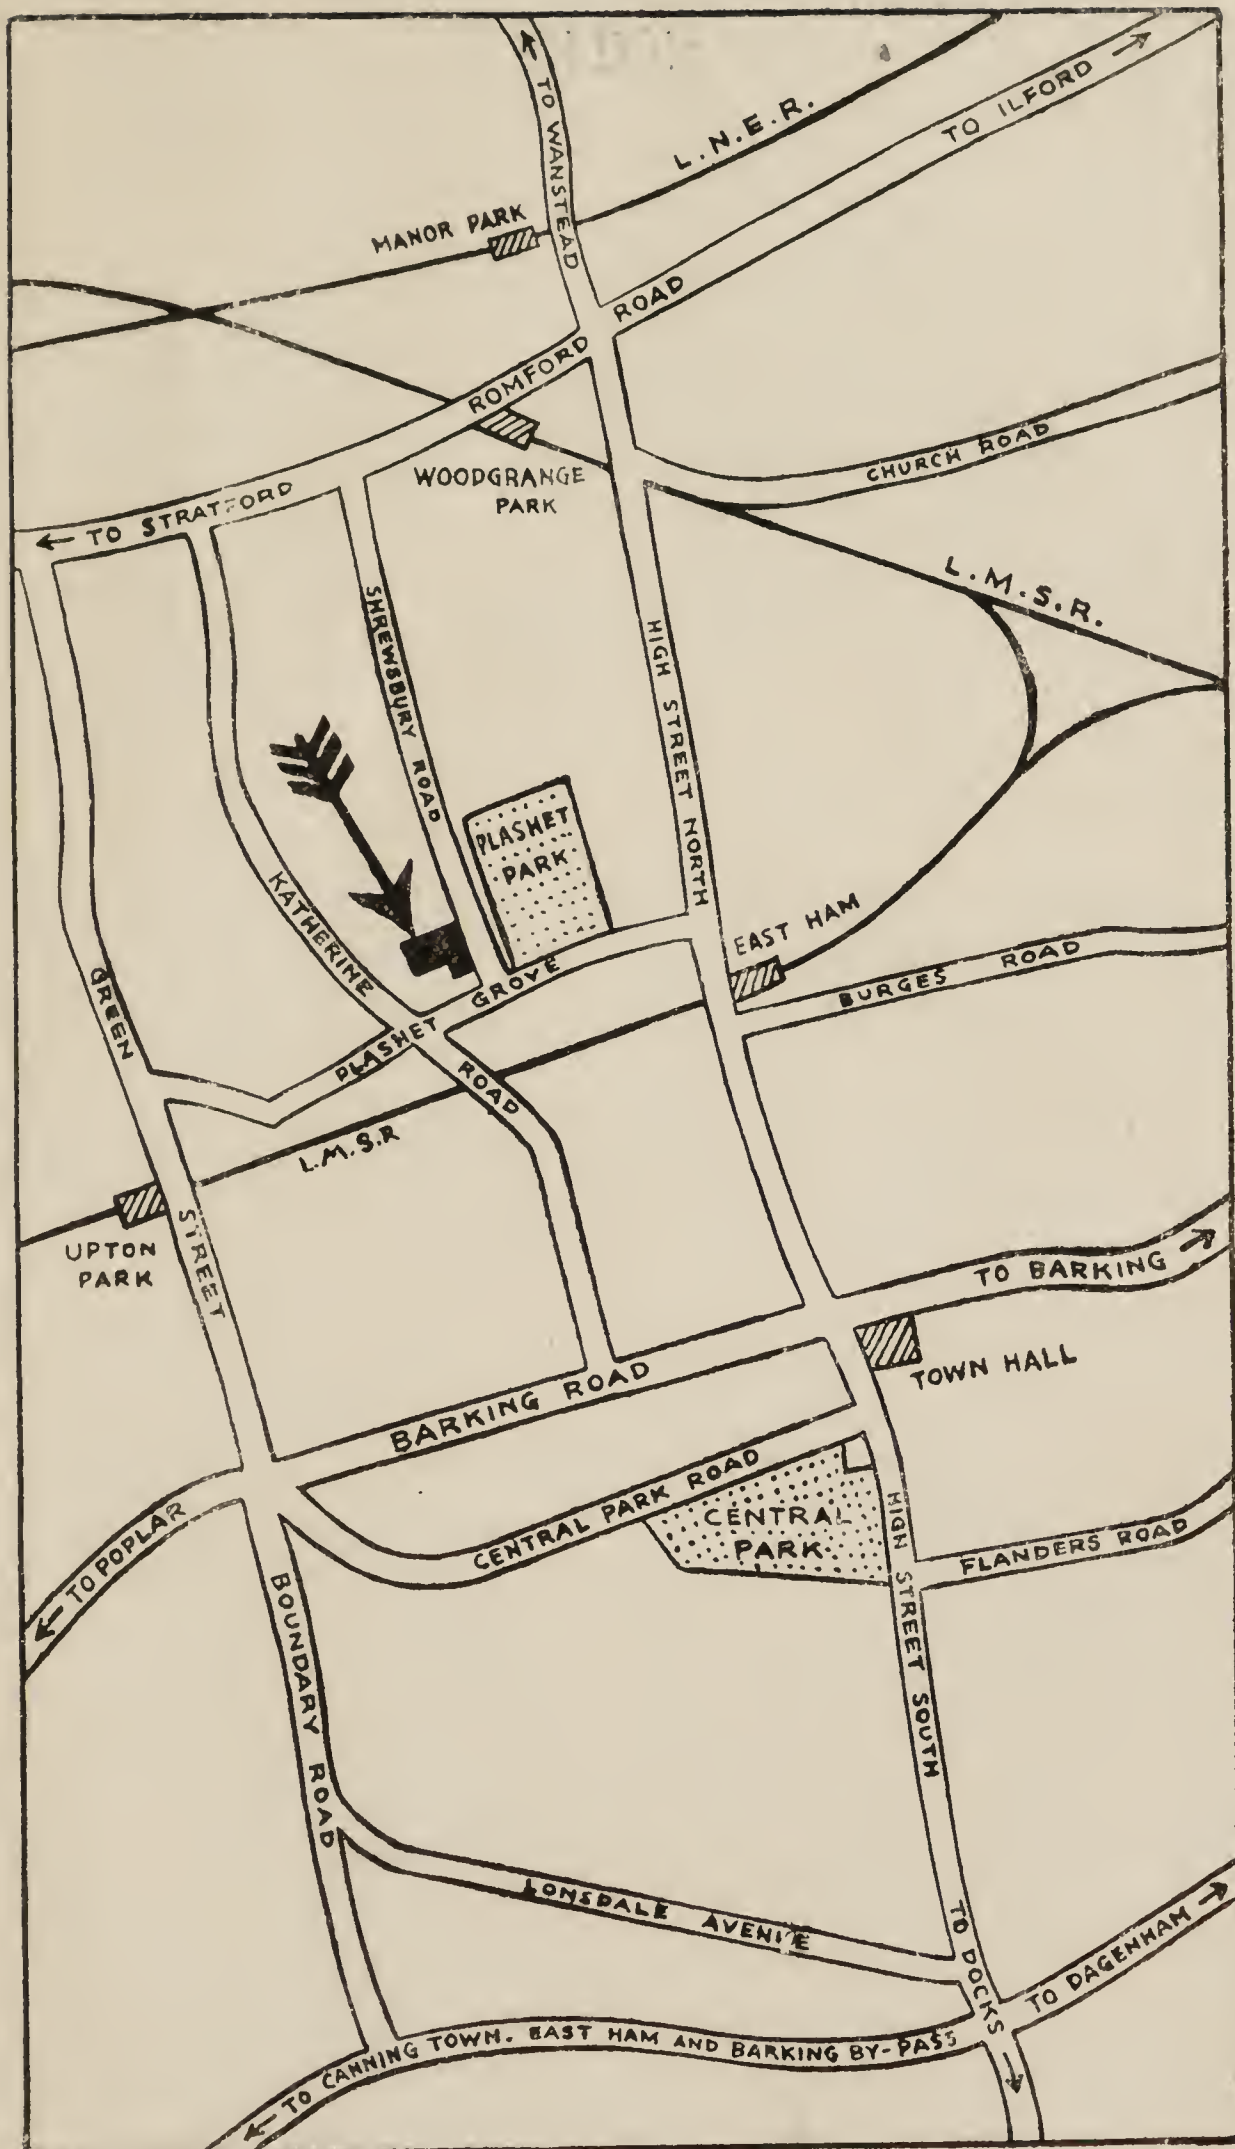 TO WANSTEAD
L.N.E.R.
TO ILFORD
MANOR PARK
ROMFORD ROAD
WOODGRANGE
PARK
CHURCH ROAD
TO STRATFORD
L.M.S.R.
SHREWSBURY ROAD
HIGH STREET NORTH
PLASHET
PARK
KATHERINE ROAD
EAST HAM
BURGES ROAD
GREEN STREET
PLASHET GROVE
L.M.S.R
UPTON
PARK
TO BARKING
TOWN HALL
BARKING ROAD
CENTRAL PARK ROAD
CENTRAL
PARK
HIGH STREET SOUTH
FLANDERS ROAD
TO POPLAR
BOUNDARY ROAD
LONSDALE AVENUE
TO DOCKS
TO DAGENHAM
TO CANNING TOWN. EAST HAM AND BARKING BY-PASS